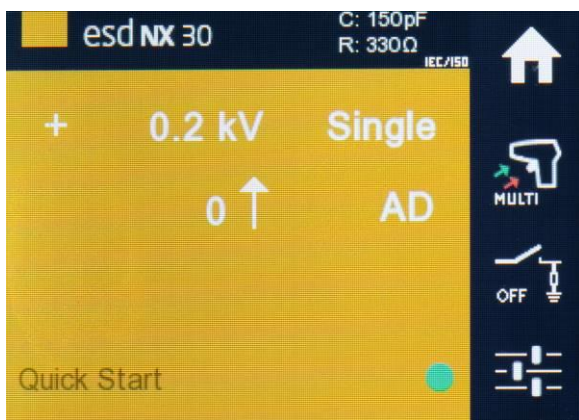 esd NX 30
C: 150pF
R: 330Ω
IEC/ISO
+ 0.2 kV Single
MULTI
0 AD
OFF
Quick Start